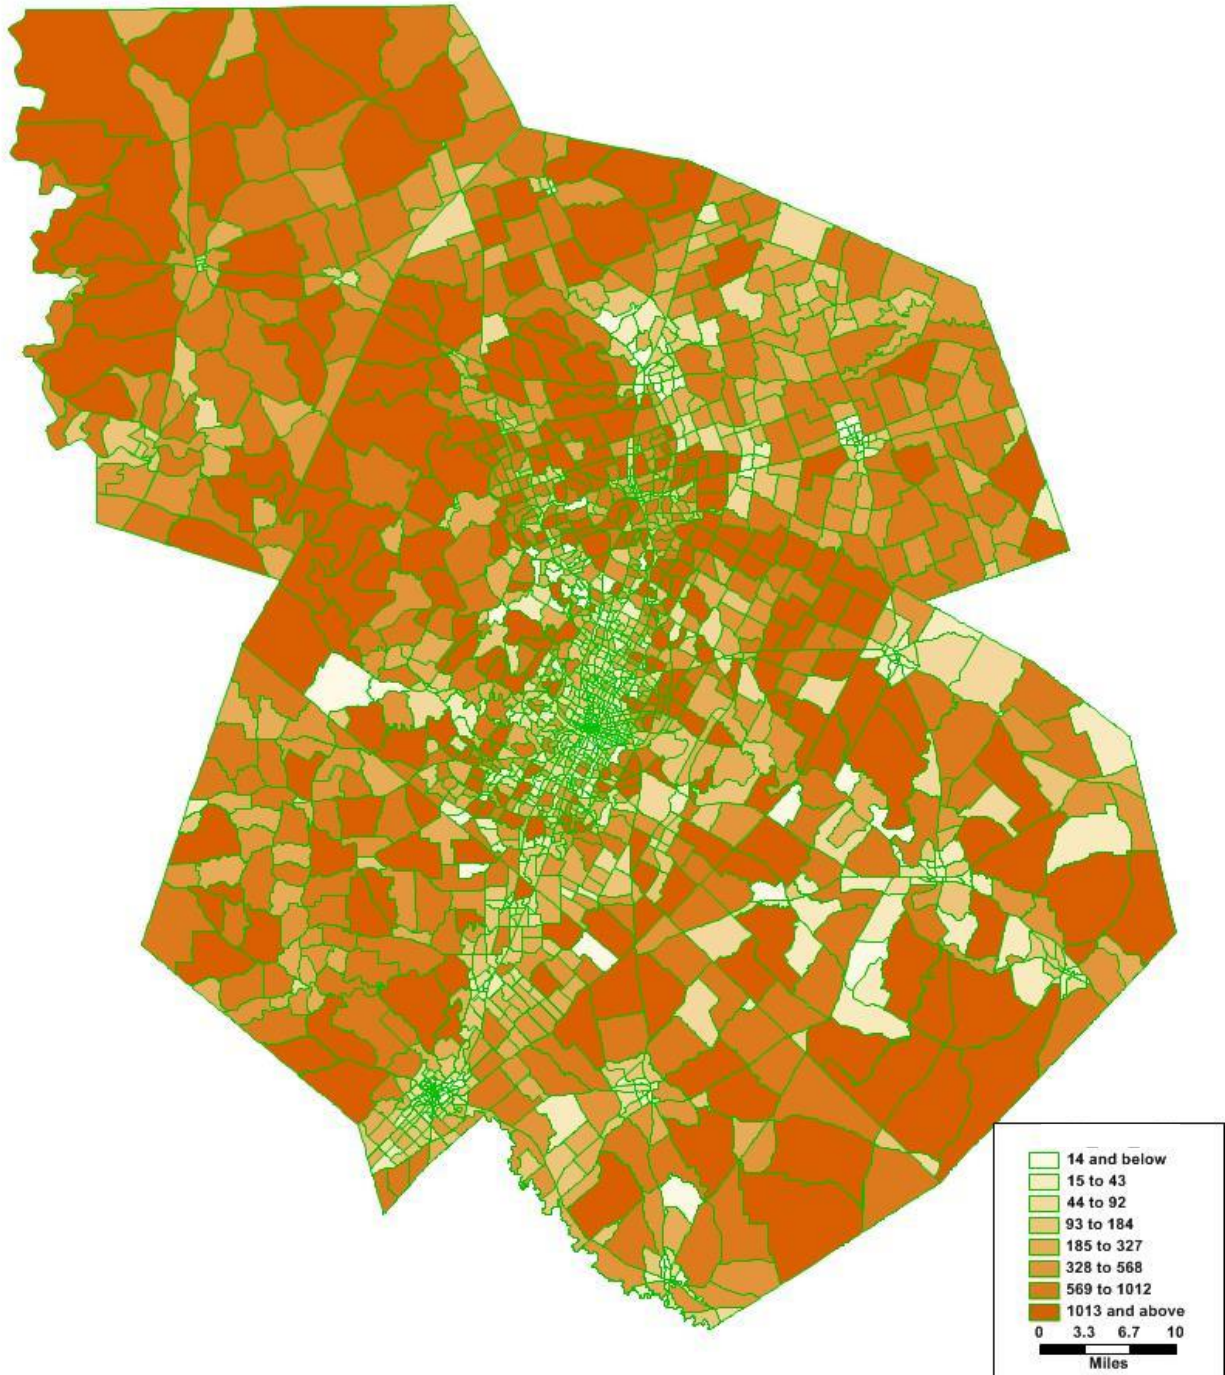 14 and below
15 to 43
44 to 92
93 to 184
185 to 327
328 to 568
569 to 1012
1013 and above
0 3.3 6.7 10
Miles